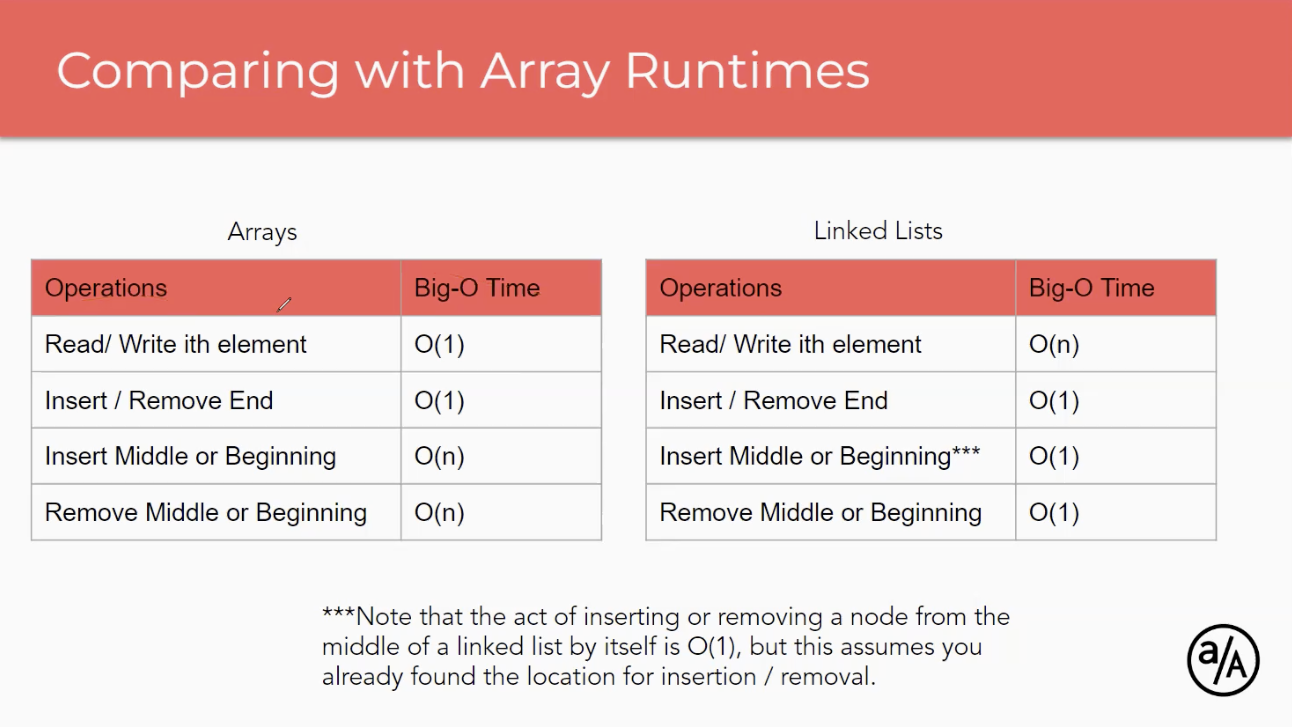 Comparing with Array Runtimes
Arrays
Operations Big-O Time
Read/ Write ith element O(1)
Insert / Remove End O(1)
Insert Middle or Beginning O(n)
Remove Middle or Beginning O(n)
Linked Lists
Operations Big-O Time
Read/ Write ith element O(n)
Insert / Remove End O(1)
Insert Middle or Beginning*** O(1)
Remove Middle or Beginning O(1)
***Note that the act of inserting or removing a node from the
middle of a linked list by itself is O(1), but this assumes you
already found the location for insertion / removal.
a/A